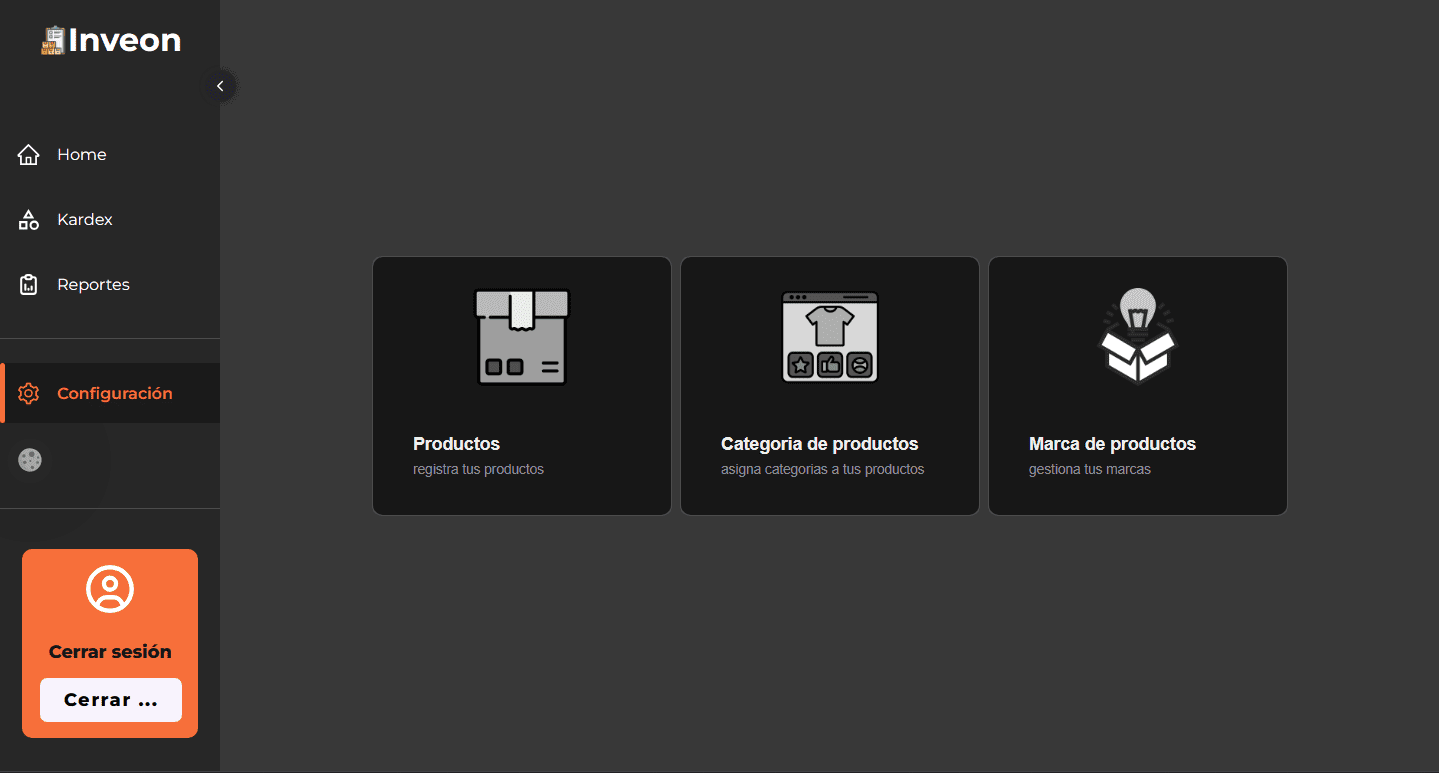 Inveon
Home
Kardex
Reportes
Configuración
Cerrar sesión
Cerrar ...
Productos
registra tus productos
Categoria de productos
asigna categorias a tus productos
Marca de productos
gestiona tus marcas